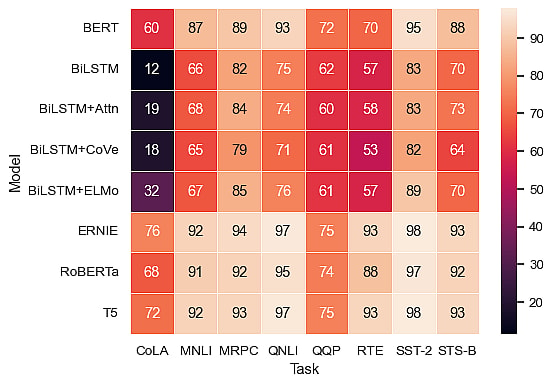 BERT 60 87 89 93 72 70 95 88
BiLSTM 12 66 82 75 62 57 83 70
BiLSTM+Attn 19 68 84 74 60 58 83 73
BiLSTM+CoVe 18 65 79 71 61 53 82 64
BiLSTM+ELMo 32 67 85 76 61 57 89 70
ERNIE 76 92 94 97 75 93 98 93
RoBERTa 68 91 92 95 74 88 97 92
T5 72 92 93 97 75 93 98 93
CoLA MNLI MRPC QNLI QQP RTE SST-2 STS-B
Task
Model
90
80
70
60
50
40
30
20